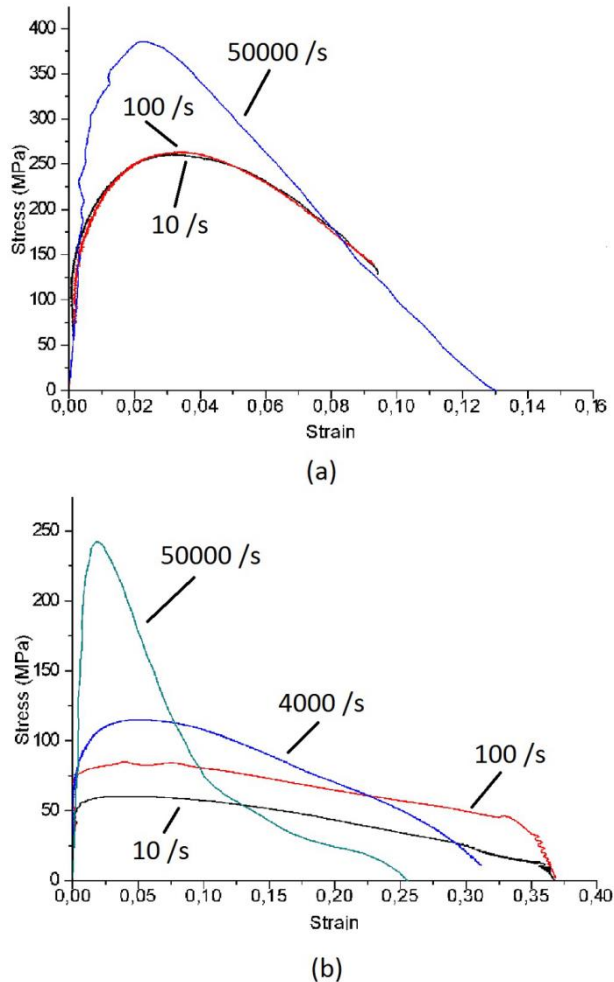 400
350
300
250
200
150
100
50
0
Stress (MPa)
50000 /s
100 /s
10 /s
0,00 0,02 0,04 0,06 0,08 0,10 0,12 0,14 0,16
Strain
(a)
250
200
150
100
50
0
Stress (MPa)
50000 /s
4000 /s
100 /s
10 /s
0,00 0,05 0,10 0,15 0,20 0,25 0,30 0,35 0,40
Strain
(b)